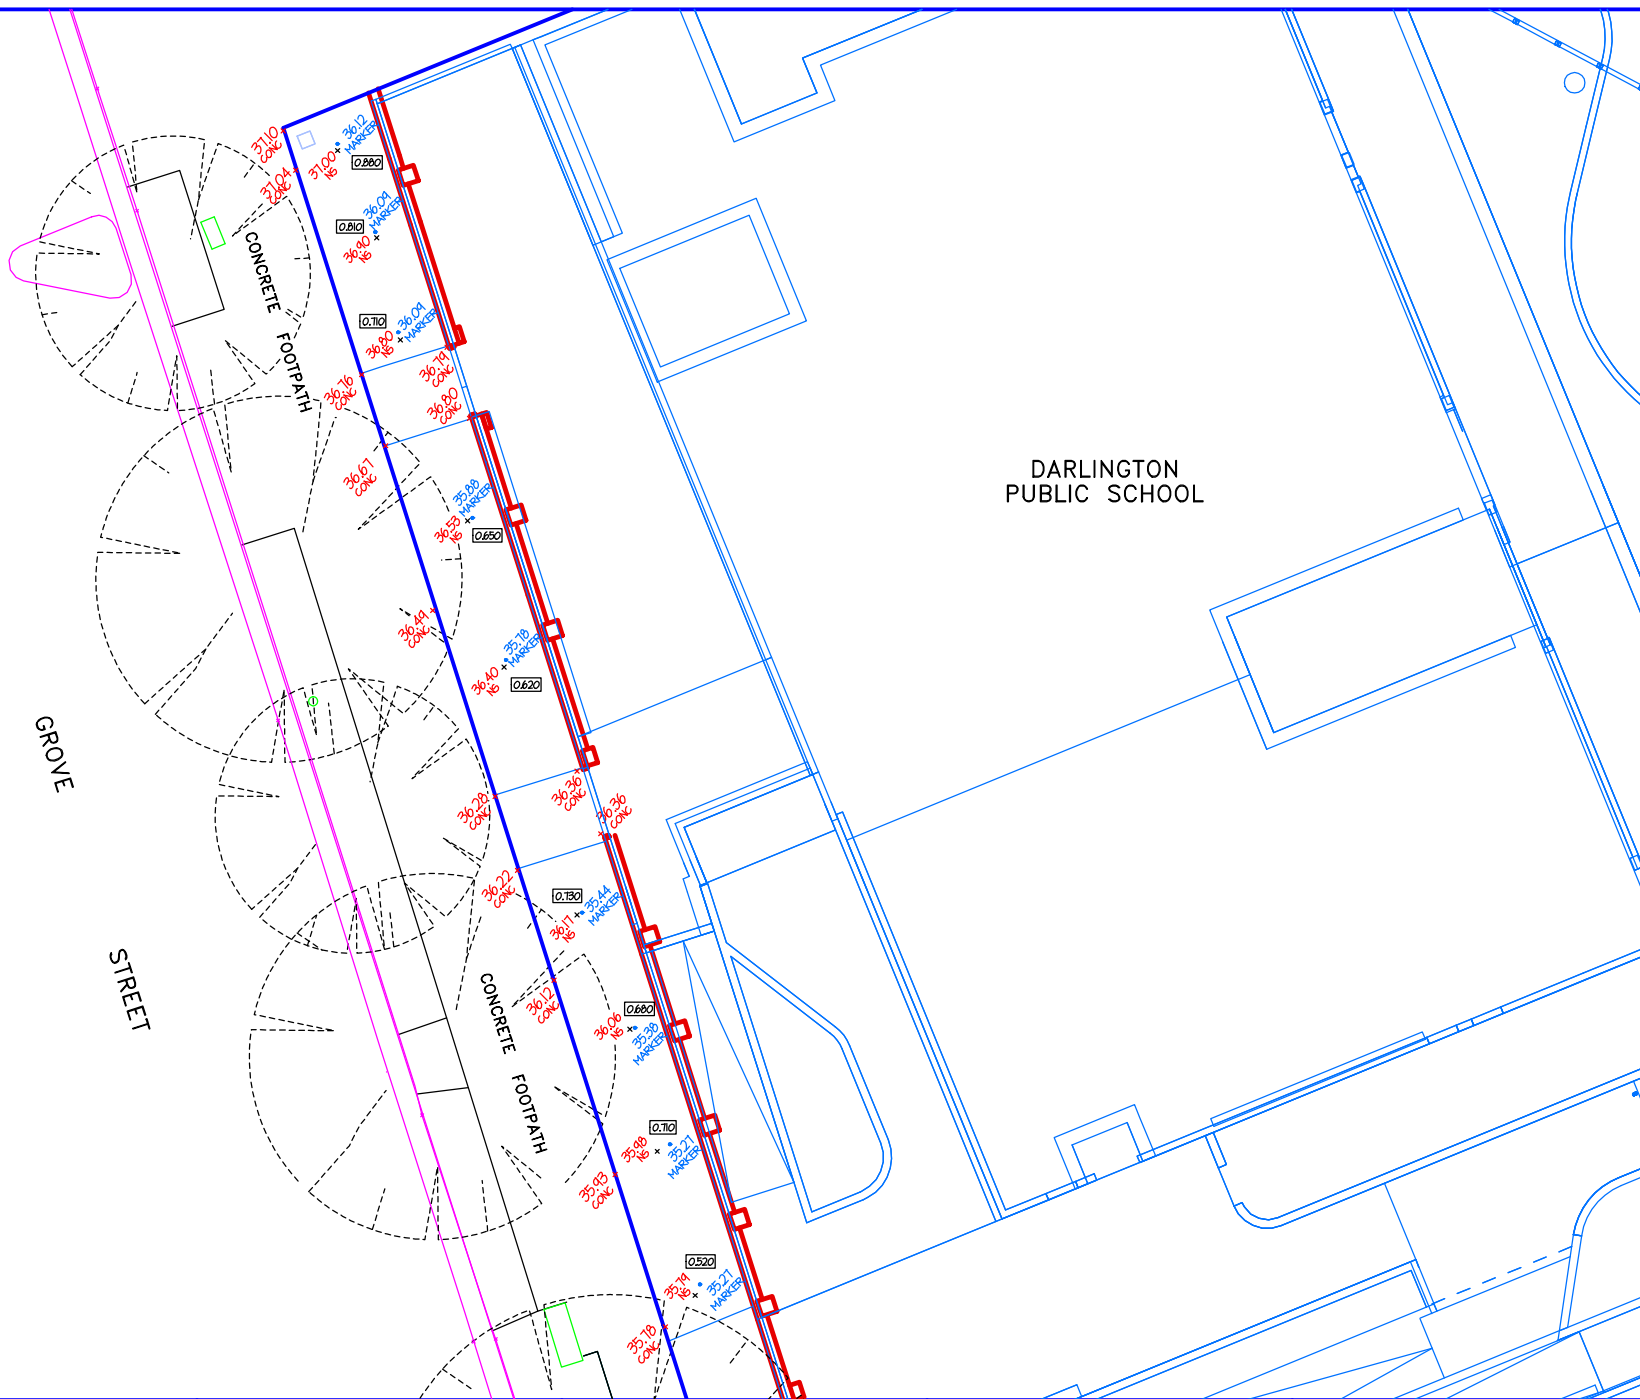 37.10
CONC
36.12
MARKER
37.00
NS
0.880
37.04
CONC
36.09
MARKER
0.810
36.90
NS
CONCRETE FOOTPATH
0.710
36.09
MARKER
36.80
NS
36.79
CONC
36.76
CONC
36.80
CONC
36.67
CONC
DARLINGTON
PUBLIC SCHOOL
35.88
MARKER
36.53
NS
0.650
36.49
CONC
35.78
MARKER
36.40
NS
0.620
GROVE STREET
36.28
CONC
36.36
CONC
36.36
CONC
36.22
CONC
0.730
35.44
MARKER
36.17
NS
36.12
CONC
CONCRETE FOOTPATH
0.680
36.06
NS
35.38
MARKER
0.710
35.98
NS
35.27
MARKER
35.93
CONC
0.520
35.79
NS
35.27
MARKER
35.78
CONC